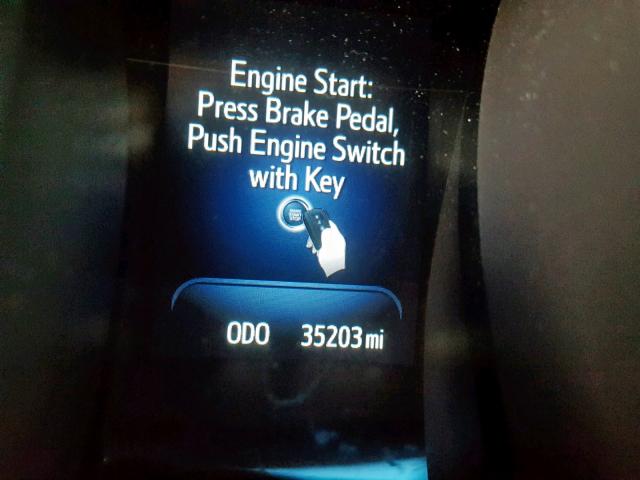 Engine Start:
Press Brake Pedal,
Push Engine Switch
with Key
ODO 35203 mi